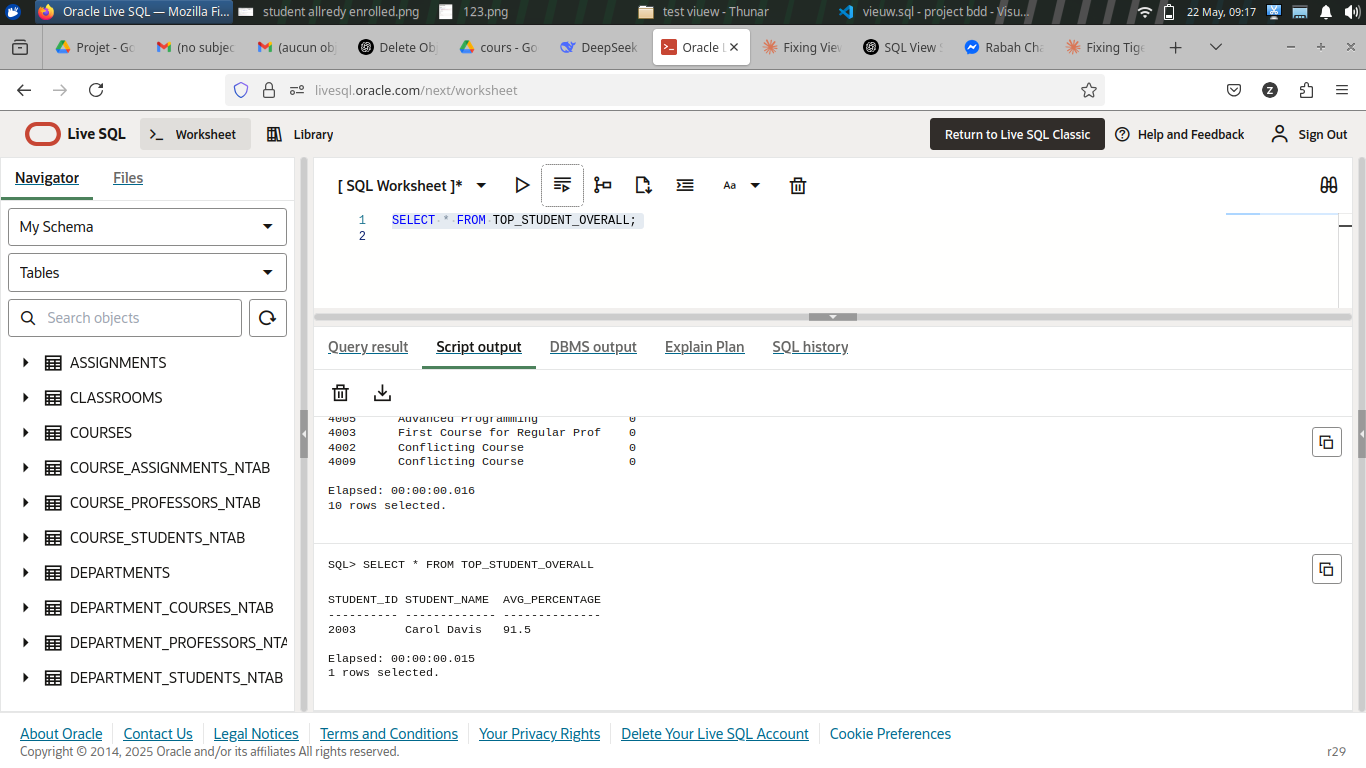 Oracle Live SQL — Mozilla Fi...
student allredy enrolled.png
123.png
test viuew - Thunar
vieuw.sql - project bdd - Visu...
22 May, 09:17
Projet - Go
(no subjec
(aucun obj
Delete Obj
cours - Go
DeepSeek
Oracle L
Fixing View
SQL View S
Rabah Cha
Fixing Tige
livesql.oracle.com/next/worksheet
Z
Live SQL
Worksheet
Library
Return to Live SQL Classic
Help and Feedback
Sign Out
Navigator
Files
My Schema
Tables
Search objects
ASSIGNMENTS
CLASSROOMS
COURSES
COURSE_ASSIGNMENTS_NTAB
COURSE_PROFESSORS_NTAB
COURSE_STUDENTS_NTAB
DEPARTMENTS
DEPARTMENT_COURSES_NTAB
DEPARTMENT_PROFESSORS_NTA
DEPARTMENT_STUDENTS_NTAB
[ SQL Worksheet ]*
Aa
1 SELECT * FROM TOP_STUDENT_OVERALL;
2
Query result
Script output
DBMS output
Explain Plan
SQL history
4005 Advanced Programming 0
4003 First Course for Regular Prof 0
4002 Conflicting Course 0
4009 Conflicting Course 0
Elapsed: 00:00:00.016
10 rows selected.
SQL> SELECT * FROM TOP_STUDENT_OVERALL
STUDENT_ID STUDENT_NAME AVG_PERCENTAGE
---------- ------------- --------------
2003 Carol Davis 91.5
Elapsed: 00:00:00.015
1 rows selected.
About Oracle
Contact Us
Legal Notices
Terms and Conditions
Your Privacy Rights
Delete Your Live SQL Account
Cookie Preferences
Copyright © 2014, 2025 Oracle and/or its affiliates All rights reserved.
r29